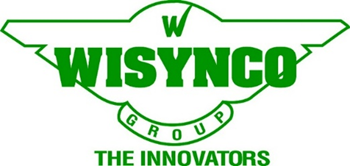 W
WISYNCO
GROUP
THE INNOVATORS